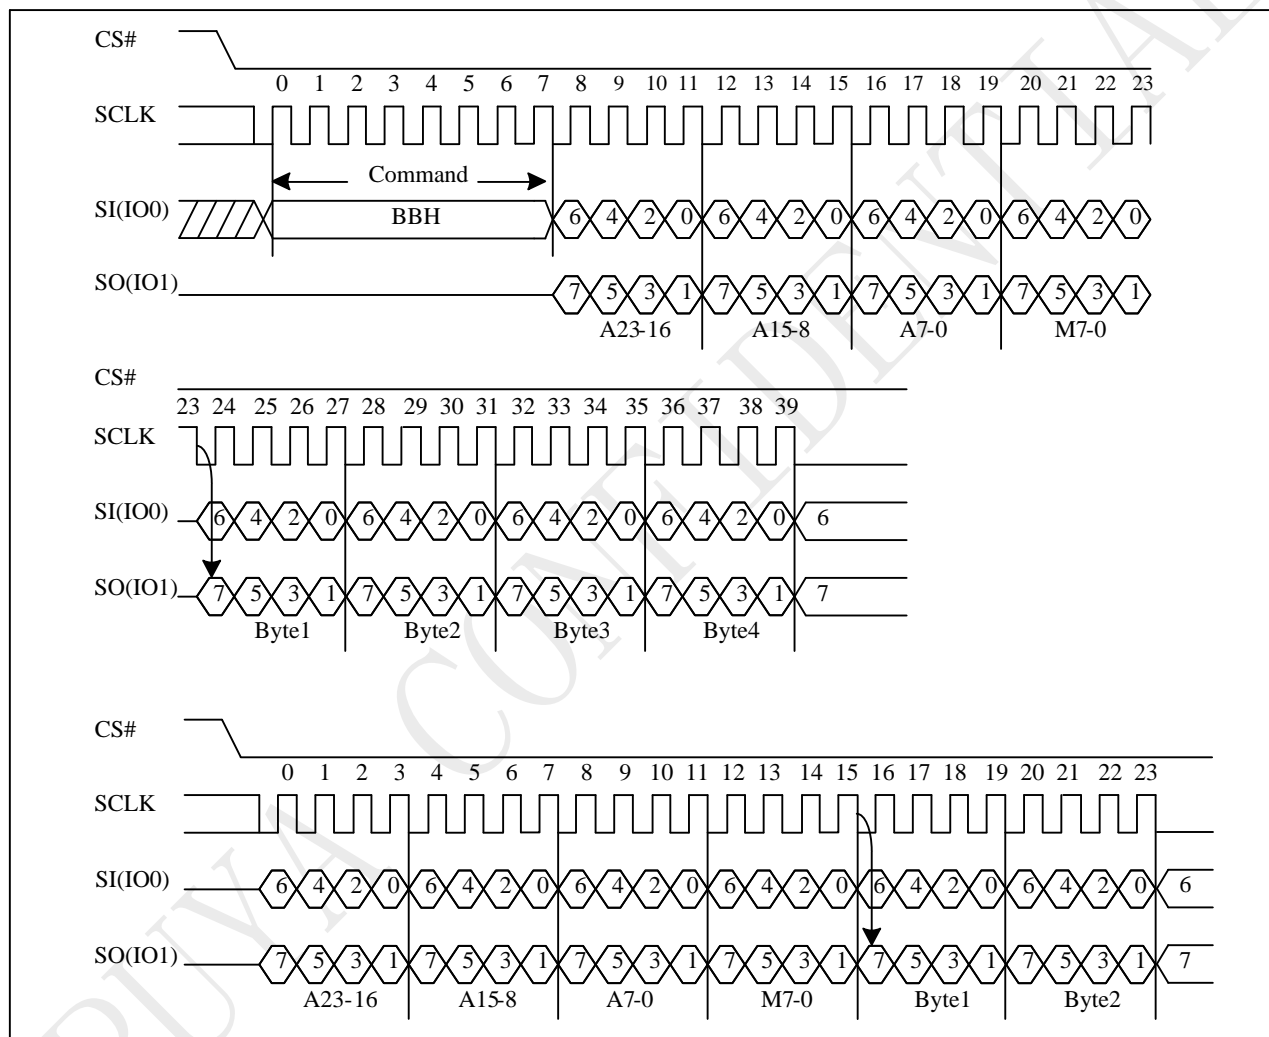 CS#
0 1 2 3 4 5 6 7 8 9 10 11 12 13 14 15 16 17 18 19 20 21 22 23
SCLK
Command
SI(IO0) BBH 6 4 2 0 6 4 2 0 6 4 2 0 6 4 2 0
SO(IO1) 7 5 3 1 7 5 3 1 7 5 3 1 7 5 3 1
A23-16 A15-8 A7-0 M7-0
CS#
23 24 25 26 27 28 29 30 31 32 33 34 35 36 37 38 39
SCLK
SI(IO0) 6 4 2 0 6 4 2 0 6 4 2 0 6 4 2 0 6
SO(IO1) 7 5 3 1 7 5 3 1 7 5 3 1 7 5 3 1 7
Byte1 Byte2 Byte3 Byte4
CS#
0 1 2 3 4 5 6 7 8 9 10 11 12 13 14 15 16 17 18 19 20 21 22 23
SCLK
SI(IO0) 6 4 2 0 6 4 2 0 6 4 2 0 6 4 2 0 6 4 2 0 6 4 2 0 6
SO(IO1) 7 5 3 1 7 5 3 1 7 5 3 1 7 5 3 1 7 5 3 1 7 5 3 1 7
A23-16 A15-8 A7-0 M7-0 Byte1 Byte2
PUYA CONFIDENTIAL